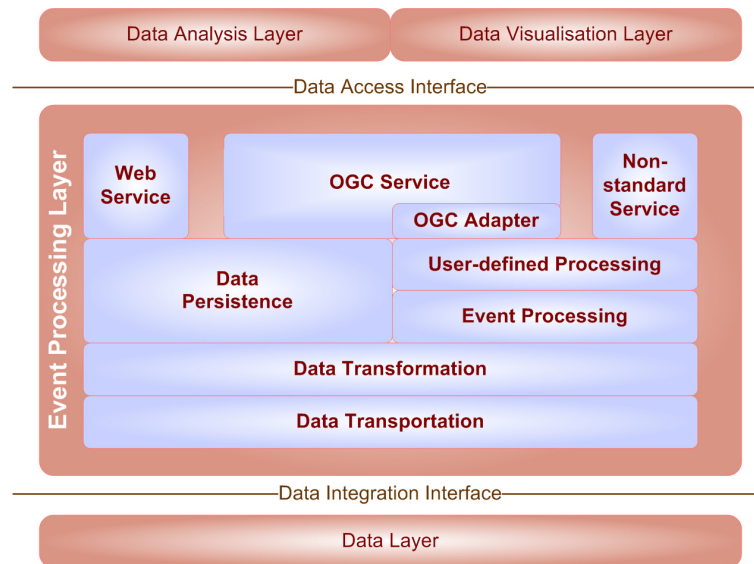 Data Analysis Layer
Data Visualisation Layer
Data Access Interface
Event Processing Layer
Web
Service
OGC Service
Non-
standard
Service
OGC Adapter
Data
Persistence
User-defined Processing
Event Processing
Data Transformation
Data Transportation
Data Integration Interface
Data Layer